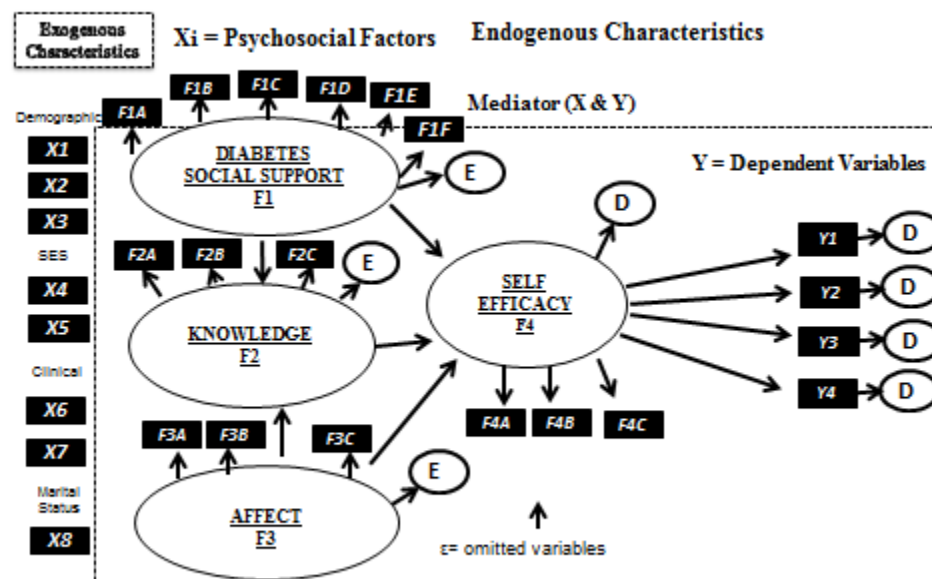 Exogenous
Characteristics
Xi = Psychosocial Factors
Endogenous Characteristics
Mediator (X & Y)
Y = Dependent Variables
Demographic
X1
X2
X3
SES
X4
X5
Clinical
X6
X7
Marital
Status
X8
F1A
F1B
F1C
F1D
F1E
F1F
DIABETES
SOCIAL SUPPORT
F1
E
F2A
F2B
F2C
E
KNOWLEDGE
F2
F3A
F3B
F3C
E
AFFECT
F3
D
SELF
EFFICACY
F4
F4A
F4B
F4C
Y1
D
Y2
D
Y3
D
Y4
D
ε= omitted variables